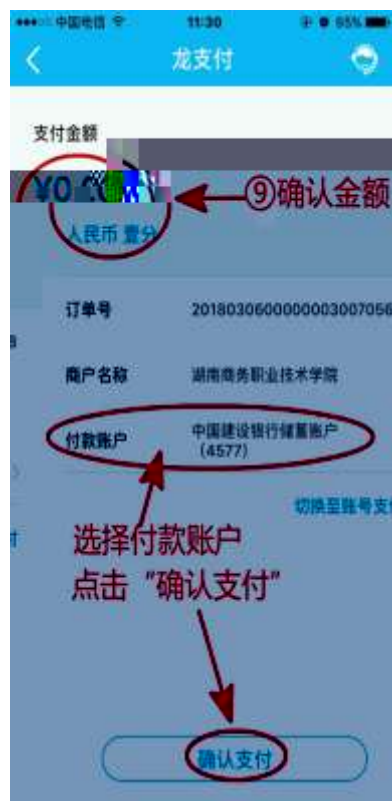 中国电信 11:30 95%
龙支付
支付金额
¥0.
⑨确认金额
人民币 壹分
订单号 2018030600000003007056
商户名称 湖南商务职业技术学院
付款账户 中国建设银行储蓄账户
（4577）
切换至账号支付
选择付款账户
点击“确认支付”
确认支付